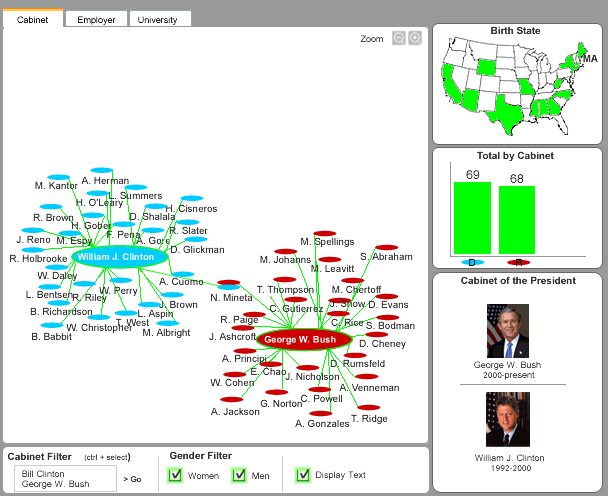 Cabinet
Employer
University
Zoom
A. Herman
M. Kantor
L. Summers
H. O'Leary
H. Cisneros
R. Brown
D. Shalala
H. Gober
R. Slater
F. Pena
J. Reno
M. Espy
A. Gore
D. Glickman
R. Holbrooke
William J. Clinton
W. Daley
A. Cuomo
W. Perry
L. Bentsen
R. Riley
J. Brown
B. Richardson
L. Aspin
W. Christopher
T. West
B. Babbit
M. Albright
M. Spellings
S. Abraham
M. Johanns
M. Leavitt
T. Thompson
M. Chertoff
N. Mineta
J. Snow
D. Evans
C. Gutierrez
R. Paige
C. Rice
S. Bodman
J. Ashcroft
George W. Bush
D. Cheney
A. Principi
D. Rumsfeld
E. Chao
J. Nicholson
W. Cohen
A. Venneman
G. Norton
C. Powell
A. Jackson
T. Ridge
A. Gonzales
Birth State
MA
Total by Cabinet
69
68
D
R
Cabinet of the President
George W. Bush
2000-present
William J. Clinton
1992-2000
Cabinet Filter (ctrl + select)
Bill Clinton
George W. Bush
> Go
Gender Filter
Women
Men
Display Text